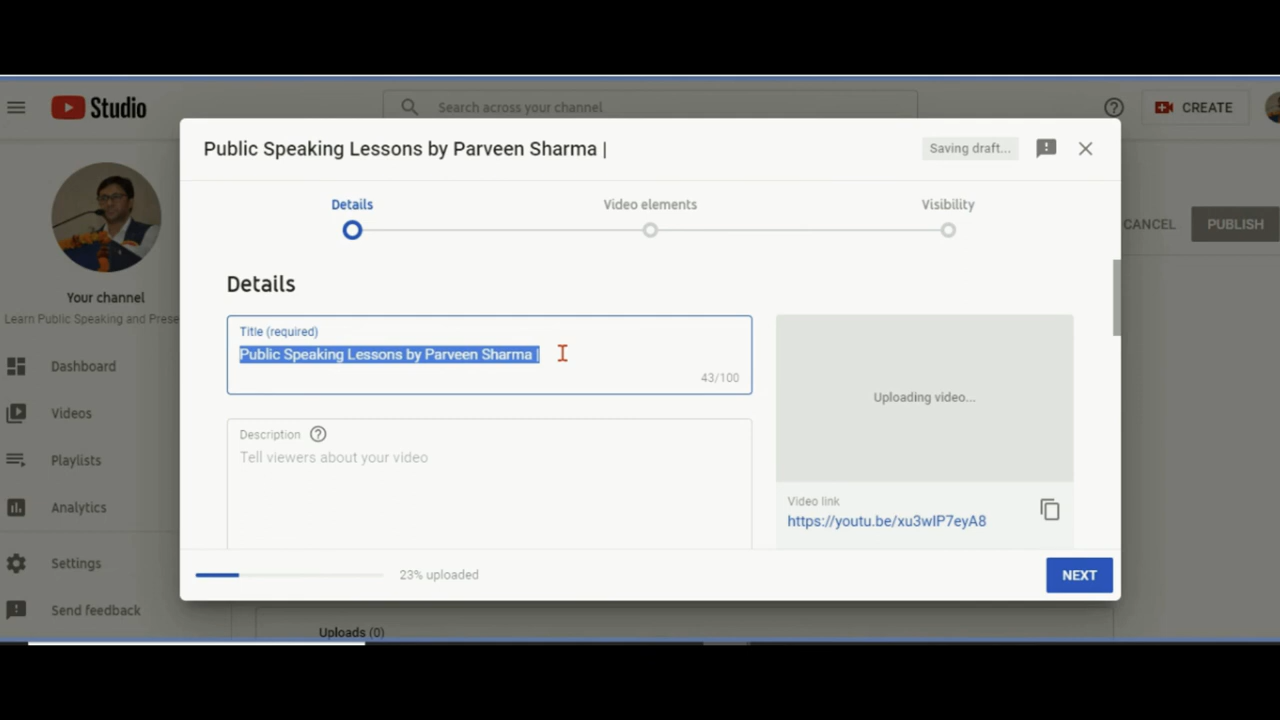 Studio
Search across your channel
CREATE
Public Speaking Lessons by Parveen Sharma |
Saving draft...
Details
Video elements
Visibility
CANCEL
PUBLISH
Your channel
Learn Public Speaking and Prese
Dashboard
Videos
Playlists
Analytics
Settings
Send feedback
Details
Title (required)
Public Speaking Lessons by Parveen Sharma |
43/100
Description
Tell viewers about your video
Uploading video...
Video link
https://youtu.be/xu3wIP7eyA8
23% uploaded
NEXT
Uploads (0)